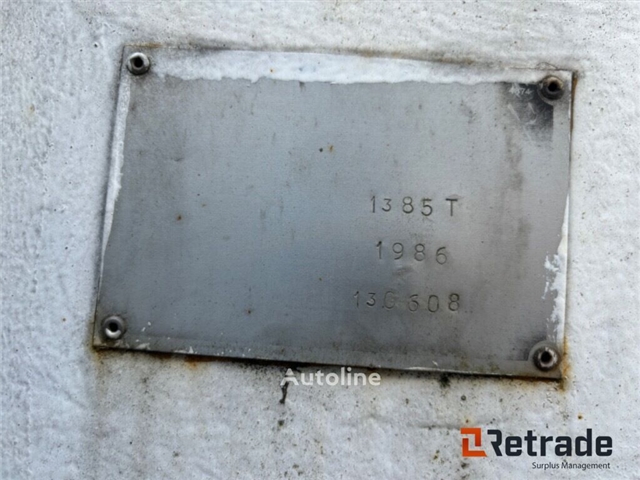 1385T
1986
130608
Autoline
Retrade
Surplus Management